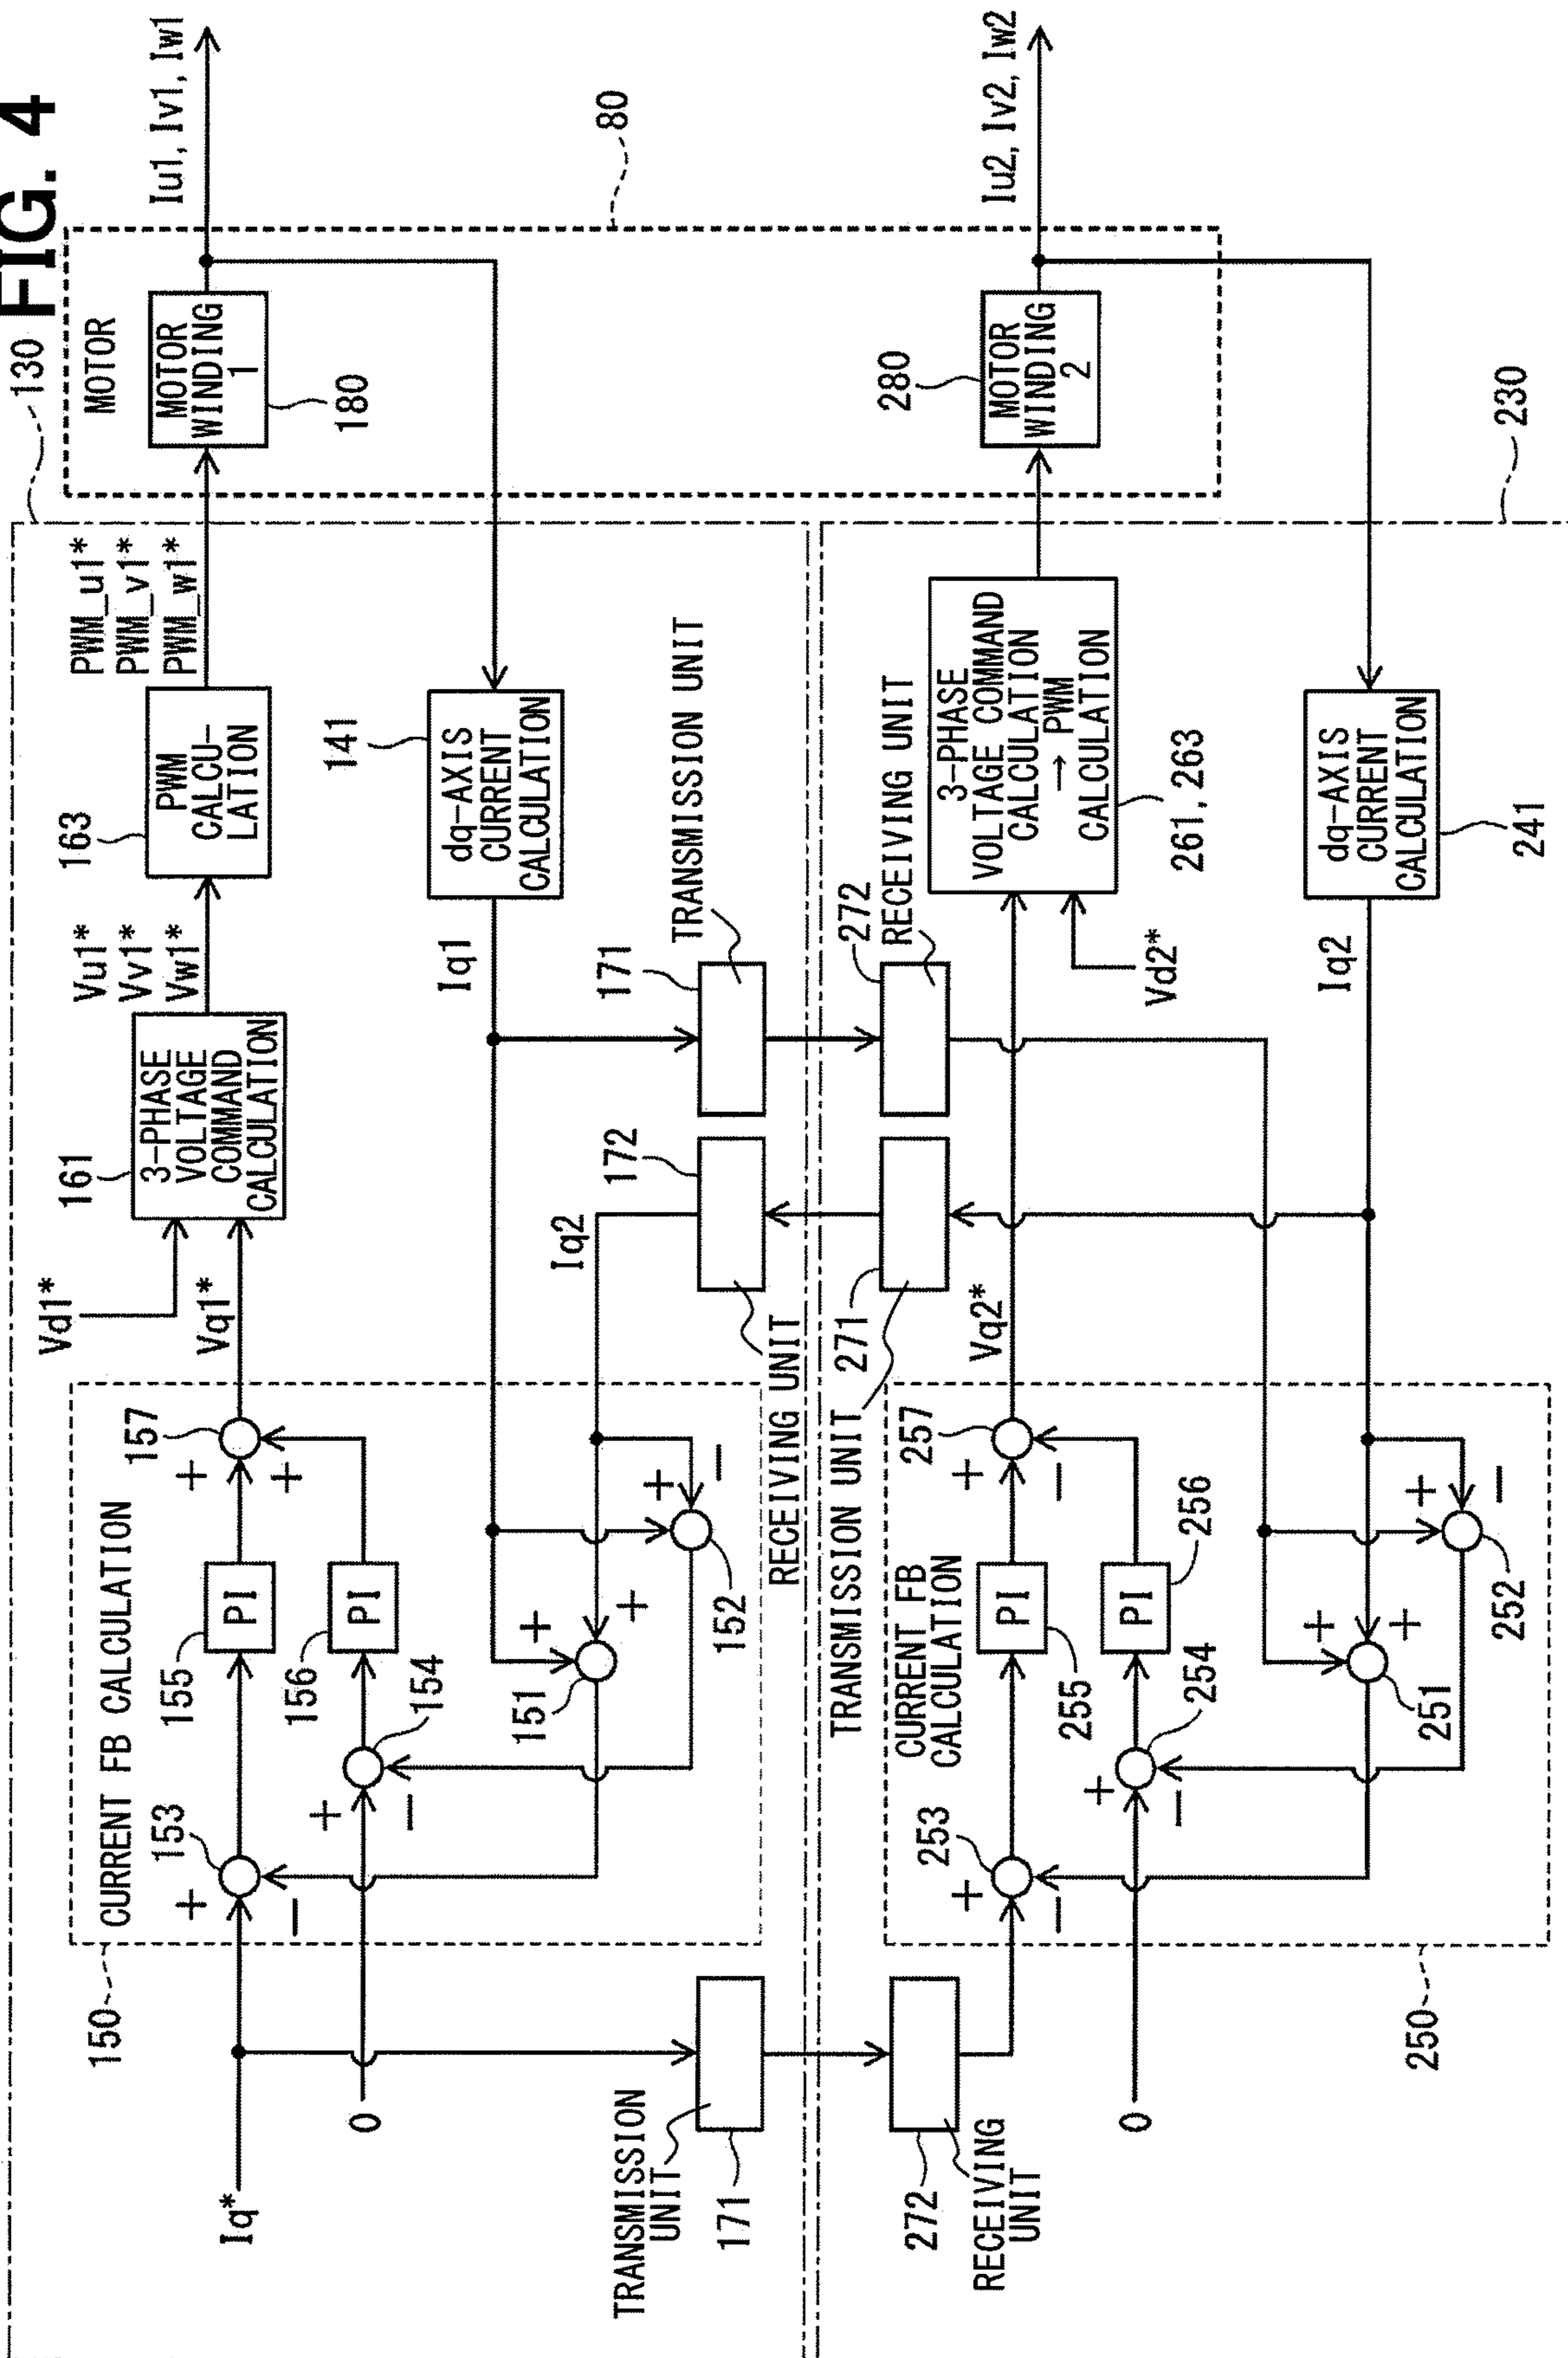 FIG. 4
130
MOTOR
80
Iu1, Iv1, Iw1
MOTOR
WINDING
1
180
PWM_u1*
PWM_v1*
PWM_w1*
163
PWM
CALCU-
LATION
Vu1*
Vv1*
Vw1*
161
3-PHASE
VOLTAGE
COMMAND
CALCULATION
Vd1*
Vq1*
CURRENT FB CALCULATION
150
157
+
+
155
PI
156
PI
153
+
−
154
+
−
151
+
+
152
+
−
Iq*
0
141
dq-AXIS
CURRENT
CALCULATION
Iq1
Iq2
171
TRANSMISSION UNIT
172
RECEIVING UNIT
TRANSMISSION
UNIT
171
272
RECEIVING
UNIT
272
RECEIVING UNIT
271
TRANSMISSION UNIT
230
Iu2, Iv2, Iw2
280
MOTOR
WINDING
2
3-PHASE
VOLTAGE COMMAND
CALCULATION
→ PWM
CALCULATION
261, 263
Vd2*
Vq2*
CURRENT FB
CALCULATION
250
257
+
−
PI
255
PI
256
253
+
−
254
+
−
251
+
+
252
+
−
0
241
dq-AXIS
CURRENT
CALCULATION
Iq2